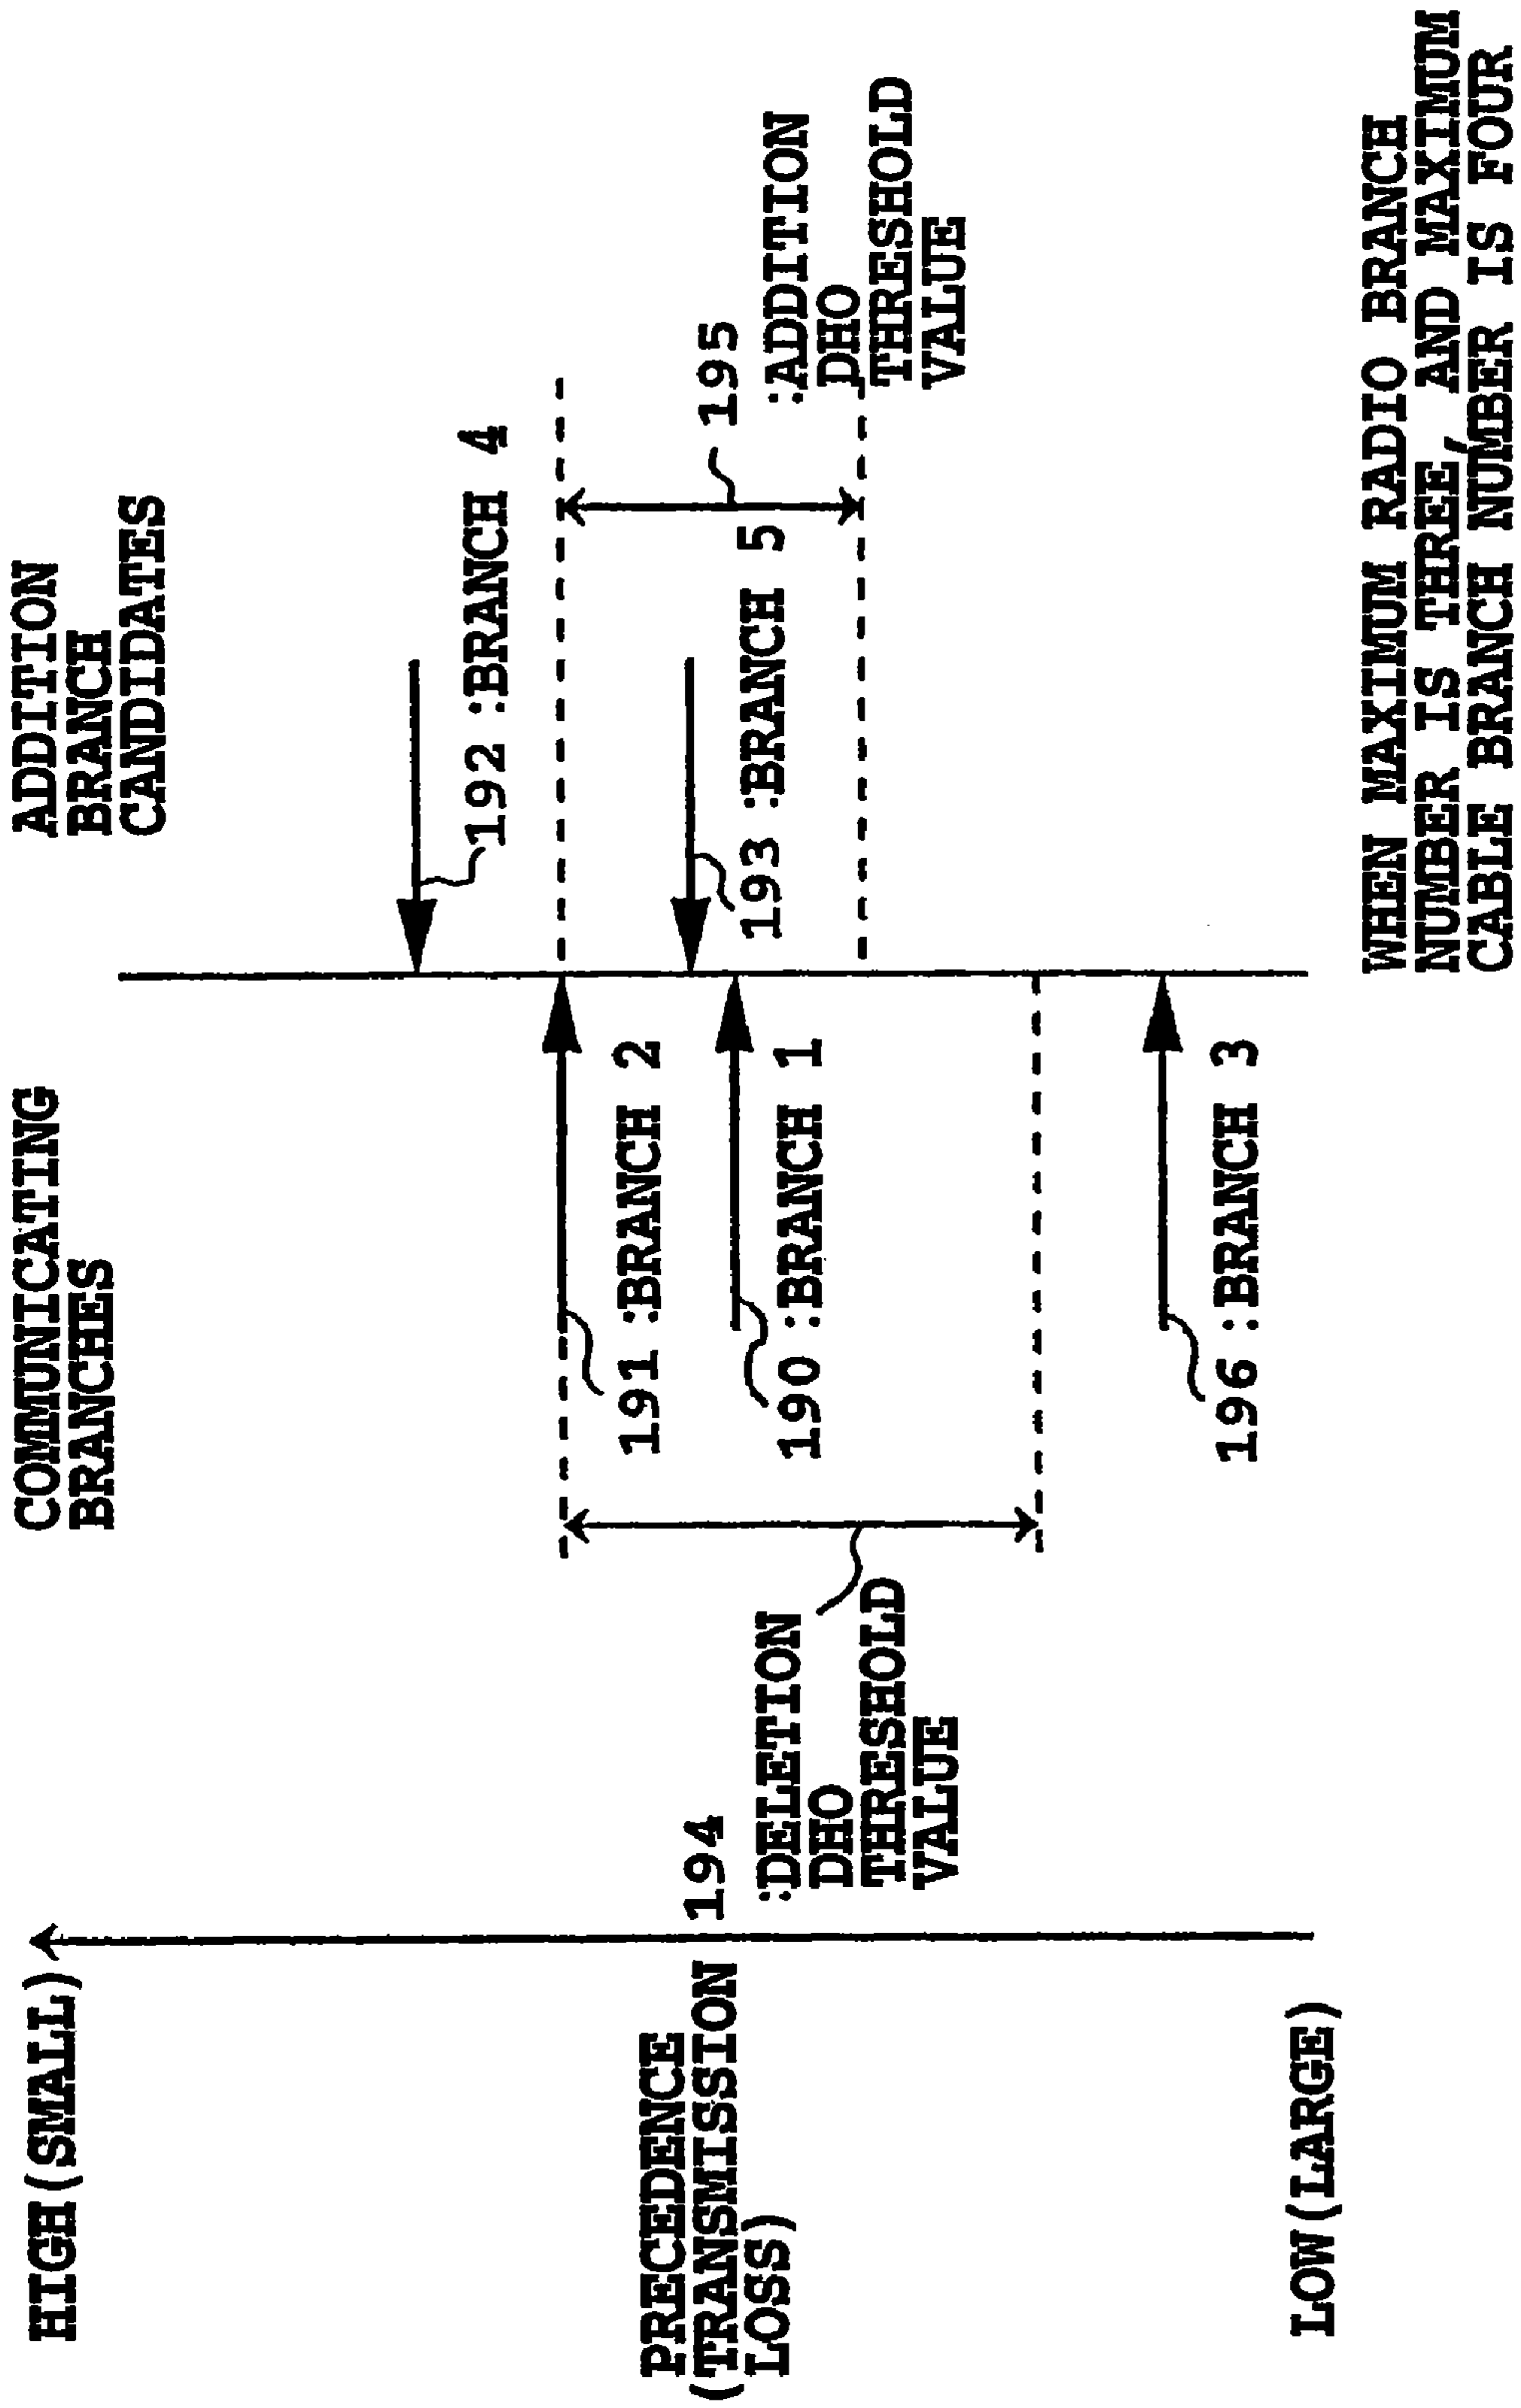 HIGH(SMALL)
PRECEDENCE
(TRANSMISSION
LOSS)
LOW(LARGE)
194
:DELETION
DHO
THRESHOLD
VALUE
COMMUNICATING
BRANCHES
191:BRANCH 2
190:BRANCH 1
196:BRANCH 3
ADDITION
BRANCH
CANDIDATES
192:BRANCH 4
193:BRANCH 5
195
:ADDITION
DHO
THRESHOLD
VALUE
WHEN MAXIMUM RADIO BRANCH
NUMBER IS THREE, AND MAXIMUM
CABLE BRANCH NUMBER IS FOUR